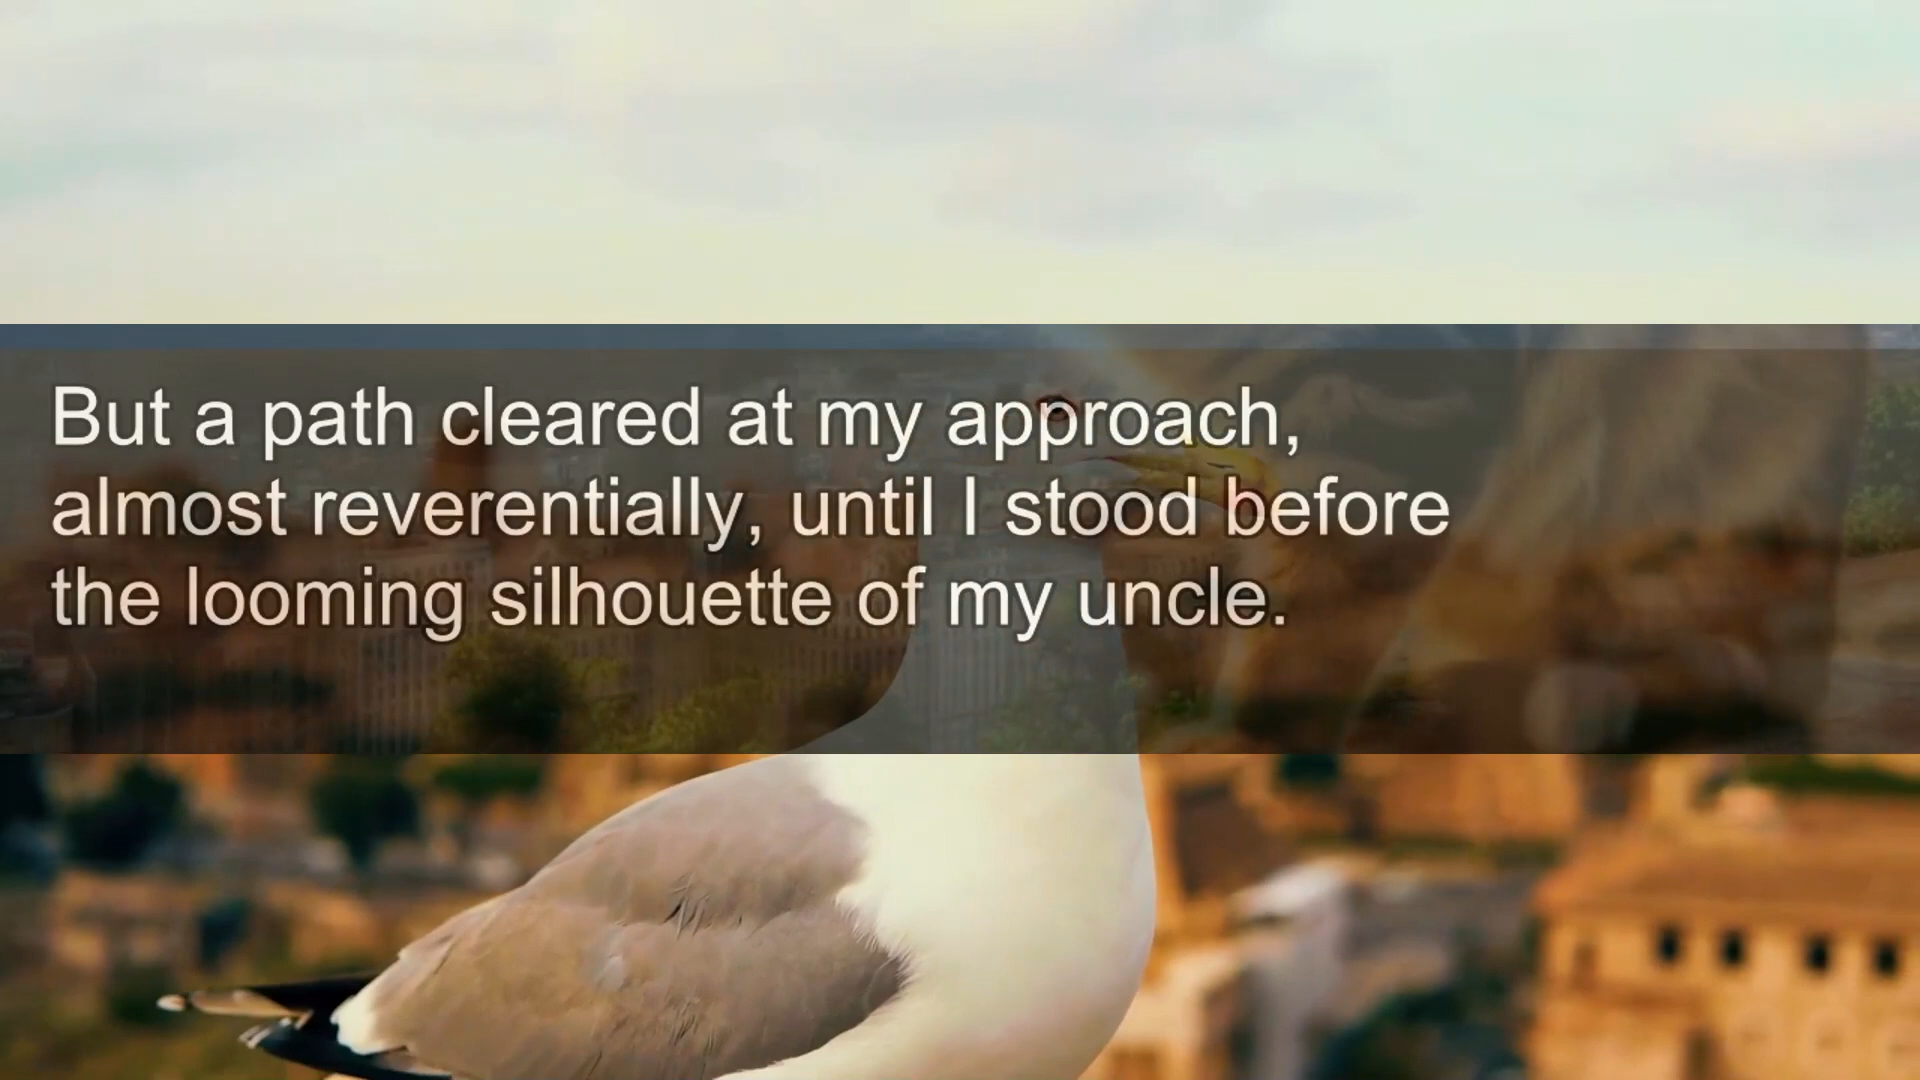 But a path cleared at my approach,
almost reverentially, until I stood before
the looming silhouette of my uncle.